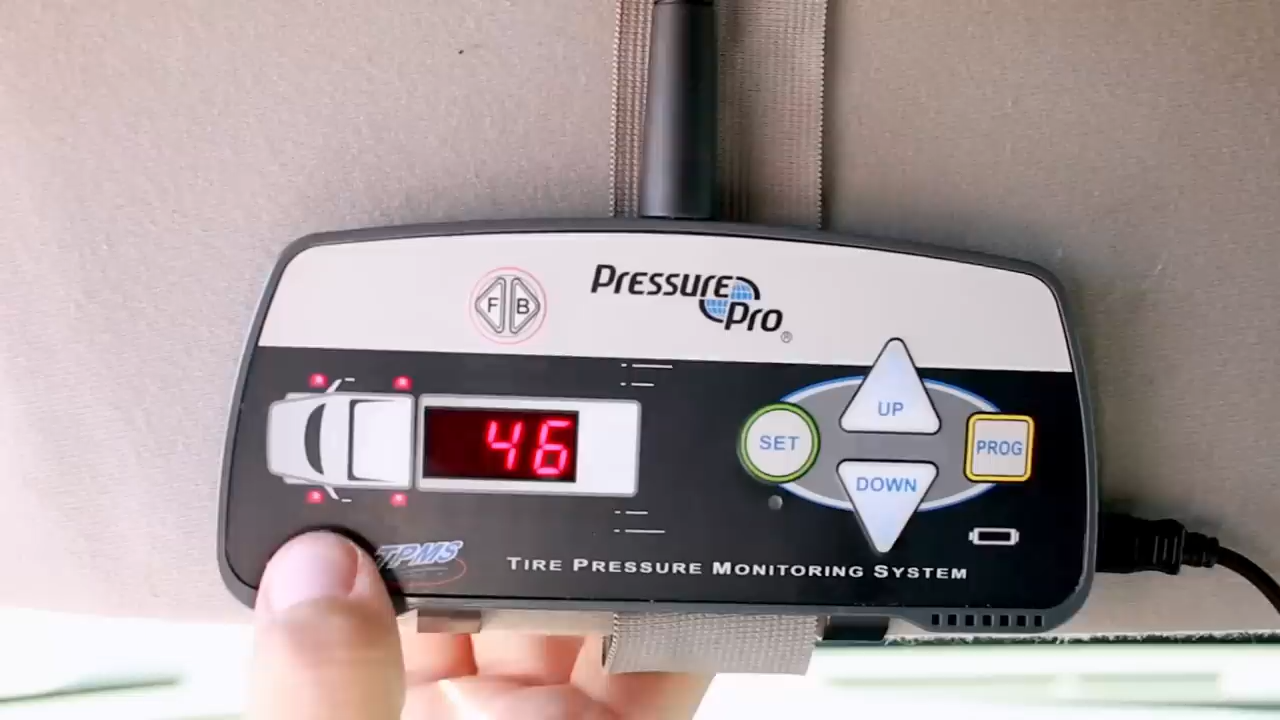 PRESSURE
PRO®
F B
UP
46
SET
PROG
DOWN
TPMS
TIRE PRESSURE MONITORING SYSTEM